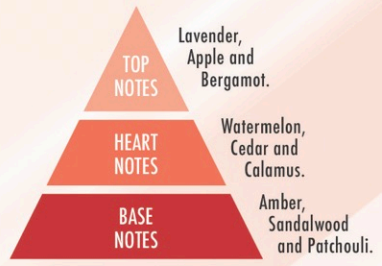 TOP
NOTES
Lavender,
Apple and
Bergamot.
HEART
NOTES
Watermelon,
Cedar and
Calamus.
BASE
NOTES
Amber,
Sandalwood
and Patchouli.